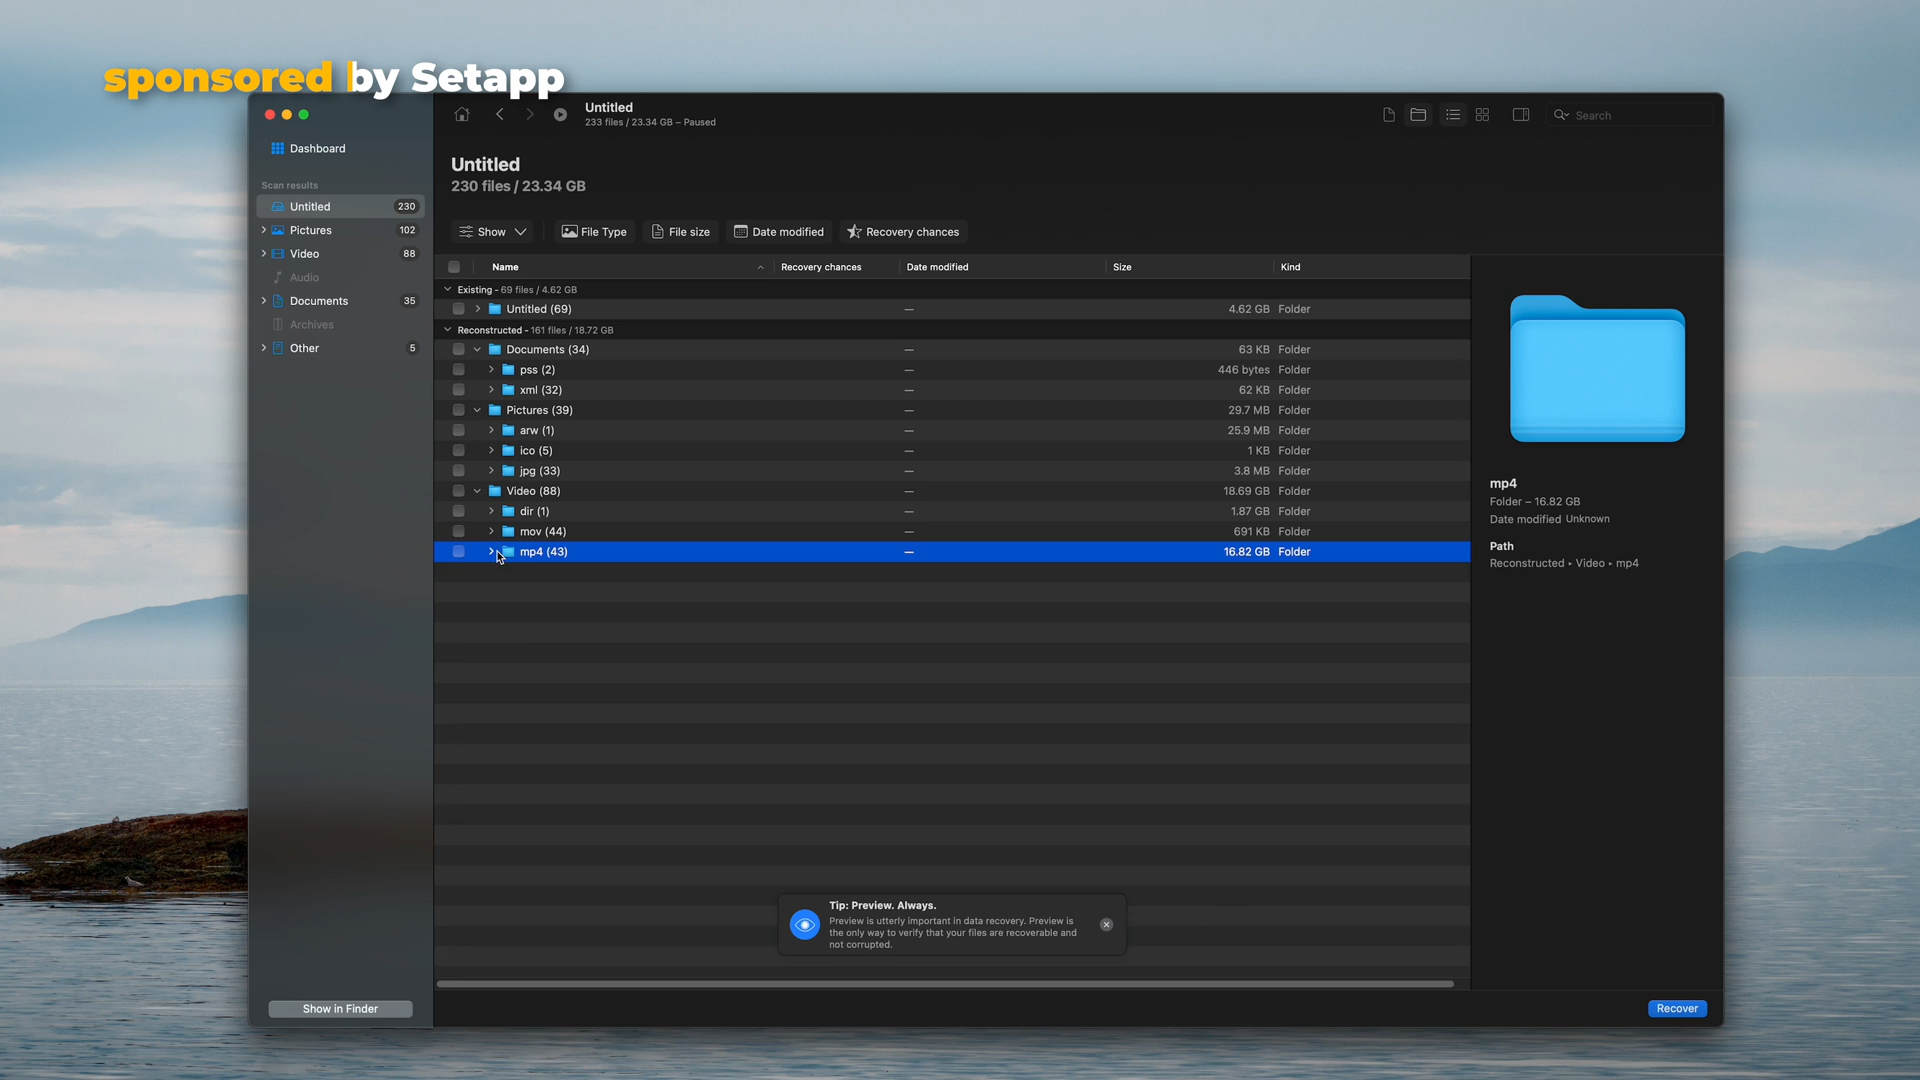 sponsored by Setapp
Untitled
233 files / 23.34 GB – Paused
Search
Dashboard
Scan results
Untitled 230
Pictures 102
Video 88
Audio
Documents 35
Archives
Other 5
Show in Finder
Untitled
230 files / 23.34 GB
Show File Type File size Date modified Recovery chances
Name Recovery chances Date modified Size Kind
Existing - 69 files / 4.62 GB
Untitled (69) — 4.62 GB Folder
Reconstructed - 161 files / 18.72 GB
Documents (34) — 63 KB Folder
pss (2) — 446 bytes Folder
xml (32) — 62 KB Folder
Pictures (39) — 29.7 MB Folder
arw (1) — 25.9 MB Folder
ico (5) — 1 KB Folder
jpg (33) — 3.8 MB Folder
Video (88) — 18.69 GB Folder
dir (1) — 1.87 GB Folder
mov (44) — 691 KB Folder
mp4 (43) — 16.82 GB Folder
mp4
Folder – 16.82 GB
Date modified Unknown
Path
Reconstructed ▸ Video ▸ mp4
Tip: Preview. Always.
Preview is utterly important in data recovery. Preview is
the only way to verify that your files are recoverable and
not corrupted.
Recover